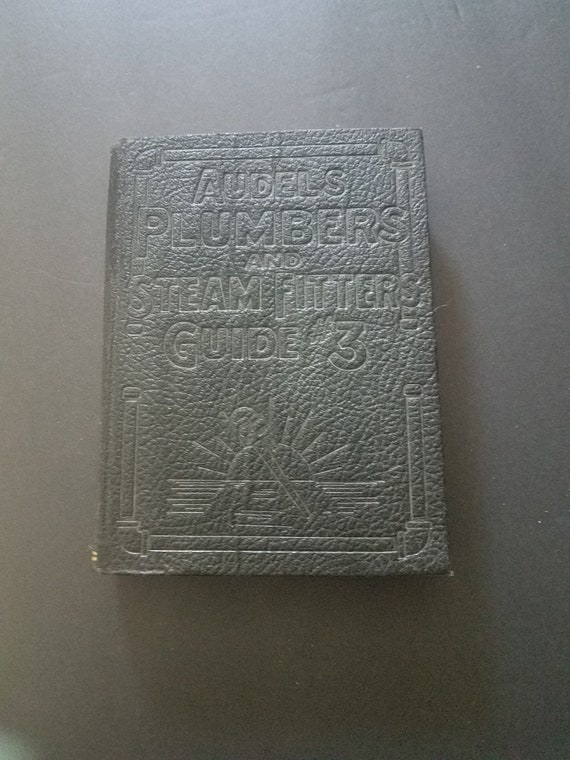 AUDELS
PLUMBERS
AND
STEAM FITTERS
GUIDE #3